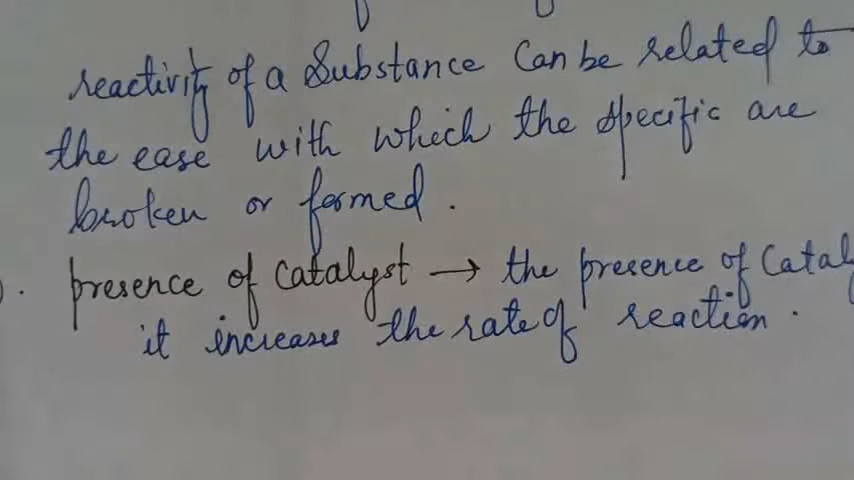 reactivity of a Substance Can be related to
the ease with which the specific are
broken or formed.
). presence of Catalyst → the presence of Cataly
it increases the rate of reaction.